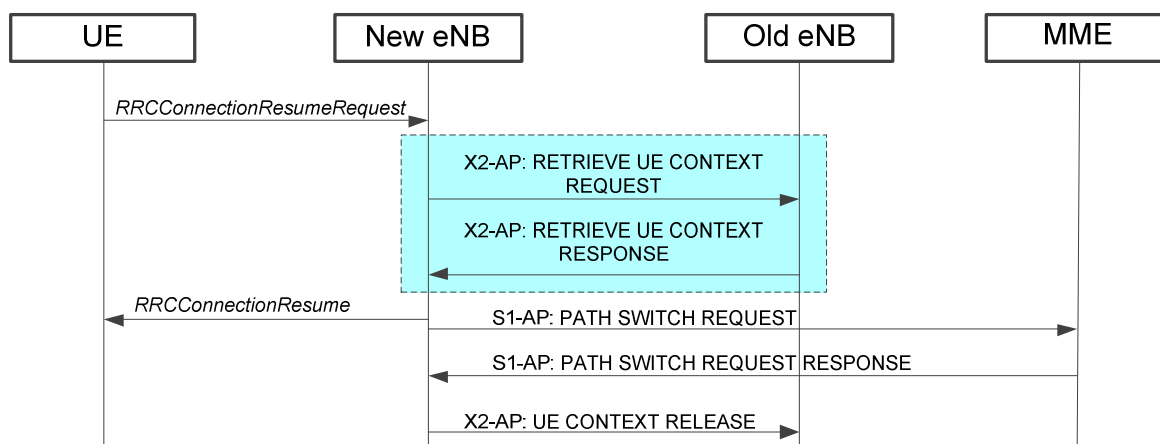 UE
New eNB
Old eNB
MME
RRCConnectionResumeRequest
X2-AP: RETRIEVE UE CONTEXT
REQUEST
X2-AP: RETRIEVE UE CONTEXT
RESPONSE
RRCConnectionResume
S1-AP: PATH SWITCH REQUEST
S1-AP: PATH SWITCH REQUEST RESPONSE
X2-AP: UE CONTEXT RELEASE